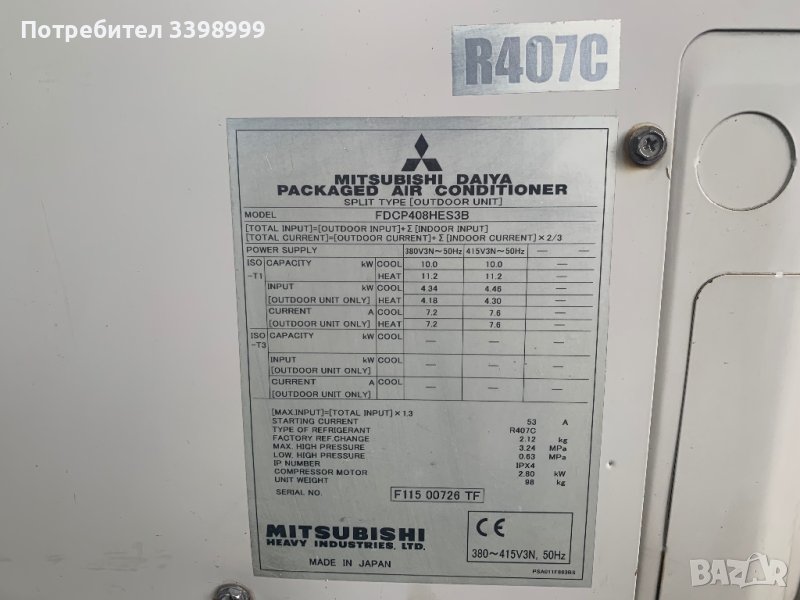 Потребител 3398999
R407C
MITSUBISHI DAIYA
PACKAGED AIR CONDITIONER
SPLIT TYPE [OUTDOOR UNIT]
MODEL FDCP408HES3B
[TOTAL INPUT]=[OUTDOOR INPUT]+Σ[INDOOR INPUT]
[TOTAL CURRENT]=[OUTDOOR CURRENT]+Σ[INDOOR CURRENT]×2/3
POWER SUPPLY 380V3N~50Hz 415V3N~50Hz — —
ISO CAPACITY kW COOL 10.0 10.0 —
-T1 HEAT 11.2 11.2 —
INPUT kW COOL 4.34 4.46 —
[OUTDOOR UNIT ONLY] HEAT 4.18 4.30 —
CURRENT A COOL 7.2 7.6 —
[OUTDOOR UNIT ONLY] HEAT 7.2 7.6 —
ISO CAPACITY kW COOL — — —
-T3
INPUT kW COOL — — —
[OUTDOOR UNIT ONLY]
CURRENT A COOL — — —
[OUTDOOR UNIT ONLY]
[MAX.INPUT]=[TOTAL INPUT]×1.3
STARTING CURRENT 53 A
TYPE OF REFRIGERANT R407C
FACTORY REF.CHANGE 2.12 kg
MAX. HIGH PRESSURE 3.24 MPa
LOW. HIGH PRESSURE 0.63 MPa
IP NUMBER IPX4
COMPRESSOR MOTOR 2.80 kW
UNIT WEIGHT 98 kg
SERIAL NO. F115 00726 TF
MITSUBISHI
HEAVY INDUSTRIES, LTD.
MADE IN JAPAN
CE
380~415V3N, 50Hz
BAZAR